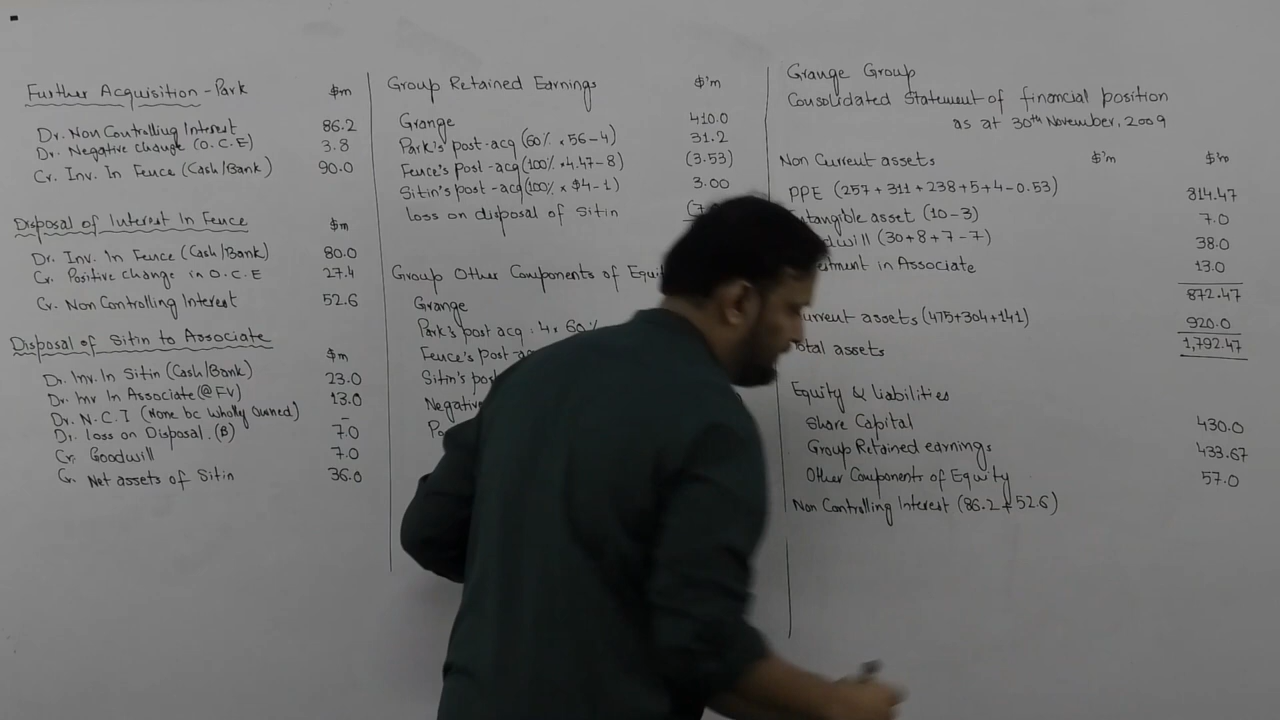 Further Acquisition - Park $m
Dr. Non Controlling Interest 86.2
Dr. Negative change (O.C.E) 3.8
Cr. Inv. In Fence (Cash/Bank) 90.0
Disposal of Interest In Fence $m
Dr. Inv. In Fence (Cash/Bank) 80.0
Cr. Positive change in O.C.E 27.4
Cr. Non Controlling Interest 52.6
Disposal of Sitin to Associate $m
Dr. Inv. In Sitin (Cash/Bank) 23.0
Dr. Inv In Associate (@ FV) 13.0
Dr. N.C.I (None bc wholly owned) -
Dr. loss on Disposal. (B) 7.0
Cr. Goodwill 7.0
Cr. Net assets of Sitin 36.0
Group Retained Earnings $'m
Grange 410.0
Park's post-acq (60% x 56-4) 31.2
Fence's post-acq (100% x 4.47-8) (3.53)
Sitin's post-acq (100% x $4-1) 3.00
loss on disposal of Sitin
Group Other Components of
Grange
Park's post acq : 4 x 60%
Fence's Post
Sitin's
Grange Group
Consolidated Statement of financial position
as at 30th November, 2009
Non Current assets $'m $'m
PPE (257+311+238+5+4-0.53) 814.47
asset (10-3) 7.0
(30+8+7-7) 38.0
in Associate 13.0
872.47
assets (475+304+141) 920.0
assets 1,792.47
Equity & liabilities
Share Capital 430.0
Group Retained earnings 433.67
Other Components of Equity 57.0
Non Controlling Interest (86.2+52.6)